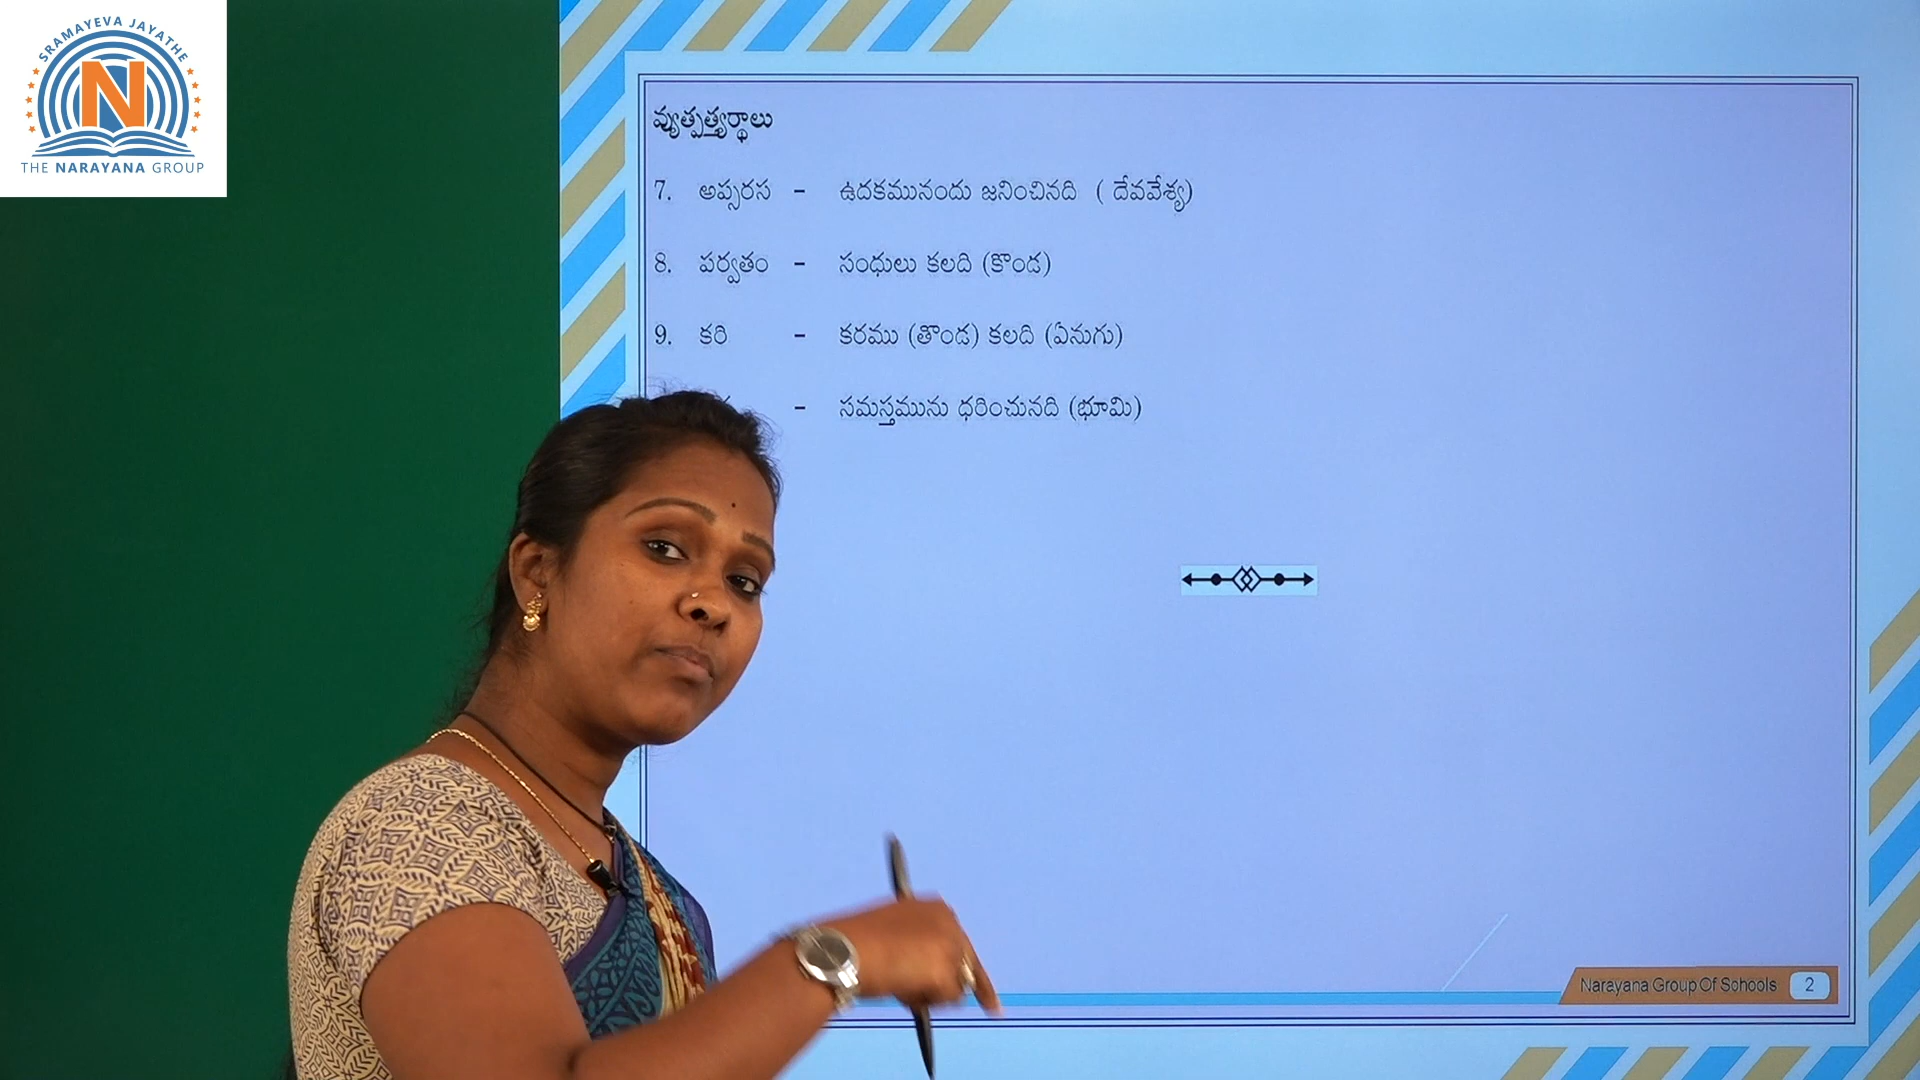 SRAMAYEVA JAYATHE
N
THE NARAYANA GROUP
వ్యుత్పత్త్యర్థాలు
7. అప్సరస – ఉదకమునందు జనించినది ( దేవవేశ్య)
8. పర్వతం – సంధులు కలది (కొండ)
9. కరి – కరము (తొండ) కలది (ఏనుగు)
– సమస్తమును ధరించునది (భూమి)
Narayana Group Of Schools 2